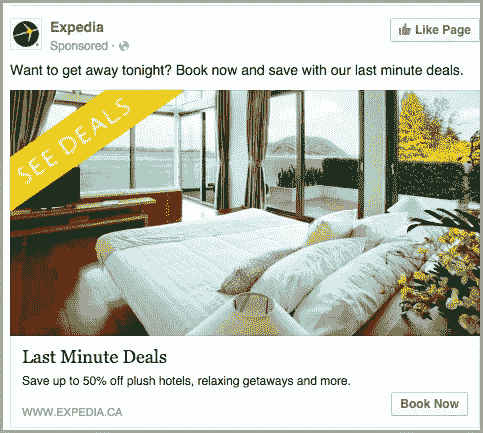 Expedia
Like Page
Sponsored ·
Want to get away tonight? Book now and save with our last minute deals.
SEE DEALS
Last Minute Deals
Save up to 50% off plush hotels, relaxing getaways and more.
WWW.EXPEDIA.CA
Book Now